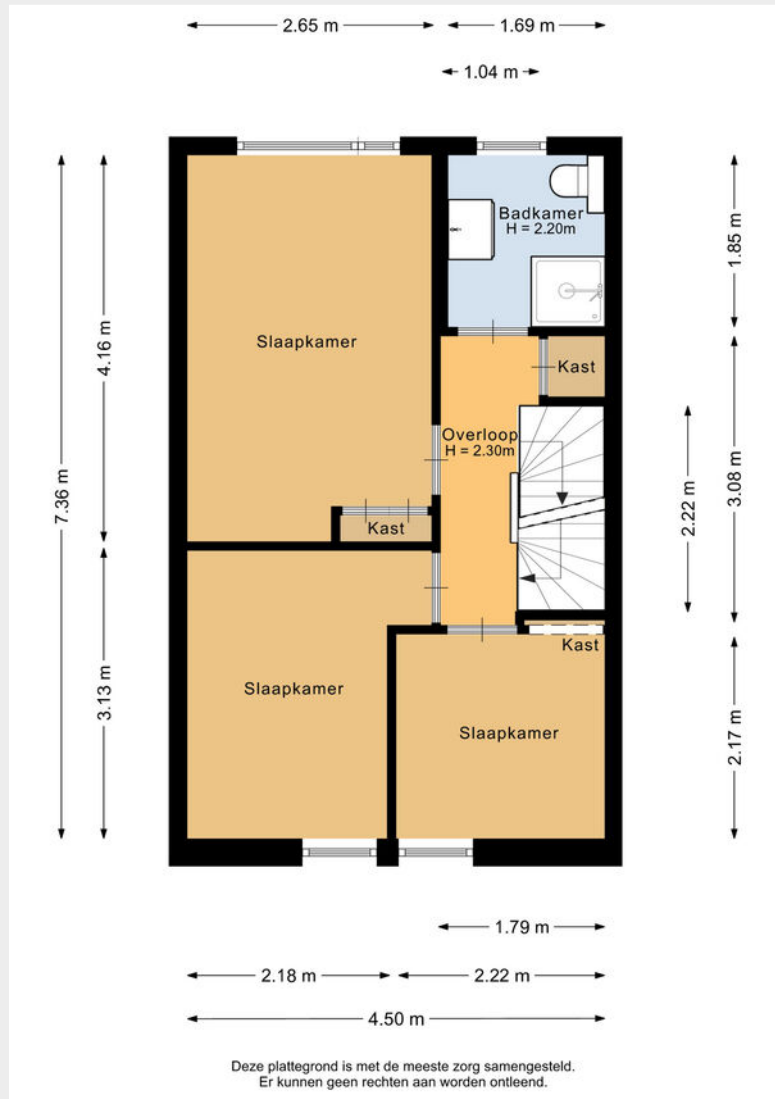 2.65 m
1.69 m
1.04 m
Badkamer
H = 2.20m
1.85 m
4.16 m
Slaapkamer
Kast
7.36 m
Overloop
H = 2.30m
3.08 m
2.22 m
Kast
Kast
3.13 m
Slaapkamer
Slaapkamer
2.17 m
1.79 m
2.18 m
2.22 m
4.50 m
Deze plattegrond is met de meeste zorg samengesteld.
Er kunnen geen rechten aan worden ontleend.